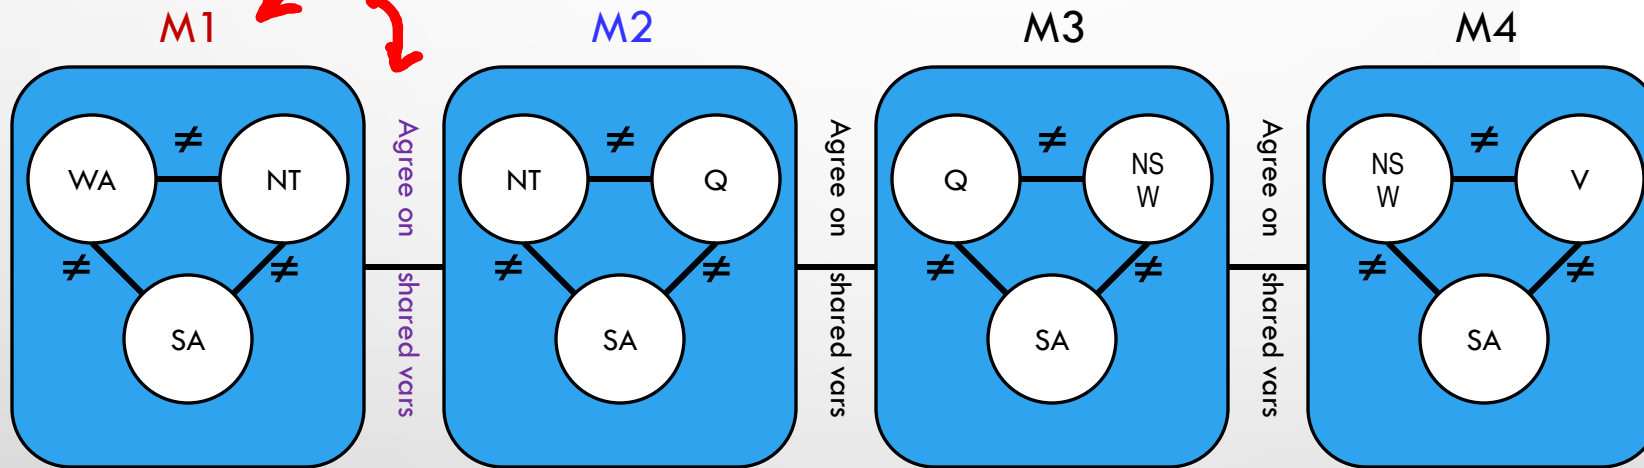 M1 M2 M3 M4
WA ≠ NT
≠ ≠
SA
Agree on shared vars
NT ≠ Q
≠ ≠
SA
Agree on shared vars
Q ≠ NS
W
≠ ≠
SA
Agree on shared vars
NS
W
≠ V
≠ ≠
SA